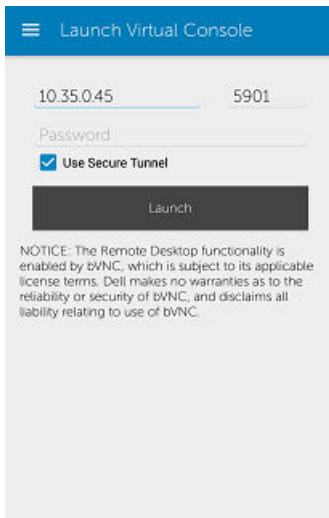 Launch Virtual Console
10.35.0.45 5901
Password
Use Secure Tunnel
Launch
NOTICE: The Remote Desktop functionality is
enabled by bVNC, which is subject to its applicable
license terms. Dell makes no warranties as to the
reliability or security of bVNC, and disclaims all
liability relating to use of bVNC.